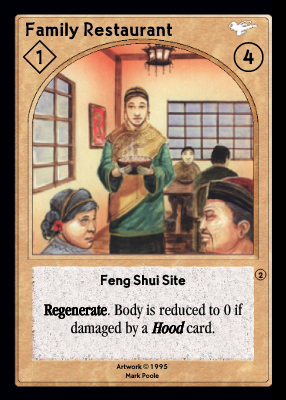 Family Restaurant
1
4
Feng Shui Site
2
Regenerate. Body is reduced to 0 if
damaged by a Hood card.
Artwork © 1995
Mark Poole